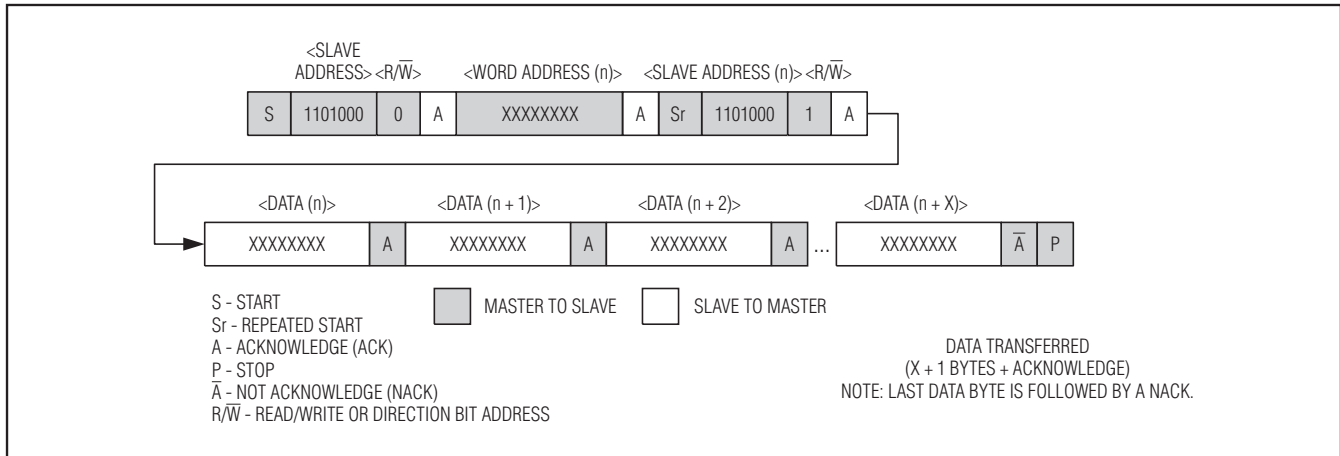 <SLAVE
ADDRESS> <R/W̅> <WORD ADDRESS (n)> <SLAVE ADDRESS (n)> <R/W̅>
S 1101000 0 A XXXXXXXX A Sr 1101000 1 A
<DATA (n)> <DATA (n + 1)> <DATA (n + 2)> <DATA (n + X)>
XXXXXXXX A XXXXXXXX A XXXXXXXX A ... XXXXXXXX A̅ P
S - START
Sr - REPEATED START
A - ACKNOWLEDGE (ACK)
P - STOP
A̅ - NOT ACKNOWLEDGE (NACK)
R/W̅ - READ/WRITE OR DIRECTION BIT ADDRESS
MASTER TO SLAVE SLAVE TO MASTER
DATA TRANSFERRED
(X + 1 BYTES + ACKNOWLEDGE)
NOTE: LAST DATA BYTE IS FOLLOWED BY A NACK.